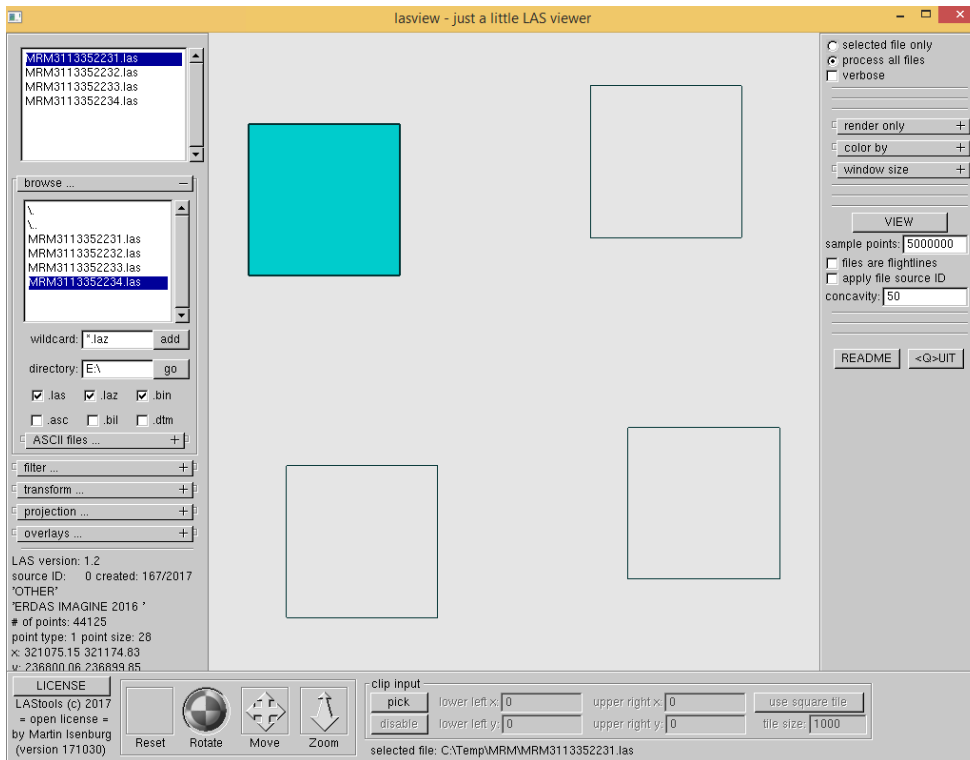 lasview - just a little LAS viewer
MRM3113352231.las
MRM3113352232.las
MRM3113352233.las
MRM3113352234.las
browse ...
\.
\..
MRM3113352231.las
MRM3113352232.las
MRM3113352233.las
MRM3113352234.las
wildcard: *.laz add
directory: E:\ go
.las .laz .bin
.asc .bil .dtm
ASCII files ...
filter ...
transform ...
projection ...
overlays ...
LAS version: 1.2
source ID: 0 created: 167/2017
'OTHER'
'ERDAS IMAGINE 2016 '
# of points: 44125
point type: 1 point size: 28
x: 321075.15 321174.83
y: 236800.06 236899.85
selected file only
process all files
verbose
render only
color by
window size
VIEW
sample points: 5000000
files are flightlines
apply file source ID
concavity: 50
README <Q>UIT
LICENSE
LAStools (c) 2017
= open license =
by Martin Isenburg
(version 171030)
Reset Rotate Move Zoom
clip input
pick lower left x: 0 upper right x: 0 use square tile
disable lower left y: 0 upper right y: 0 tile size: 1000
selected file: C:\Temp\MRM\MRM3113352231.las